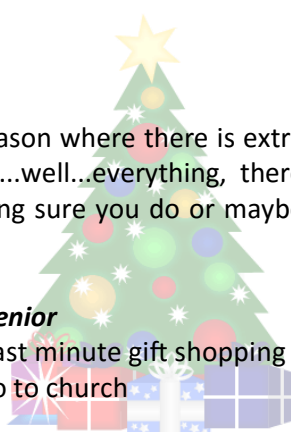 ason where there is extr
...well...everything, ther
ng sure you do or mayb
enior
ast minute gift shopping
o to church